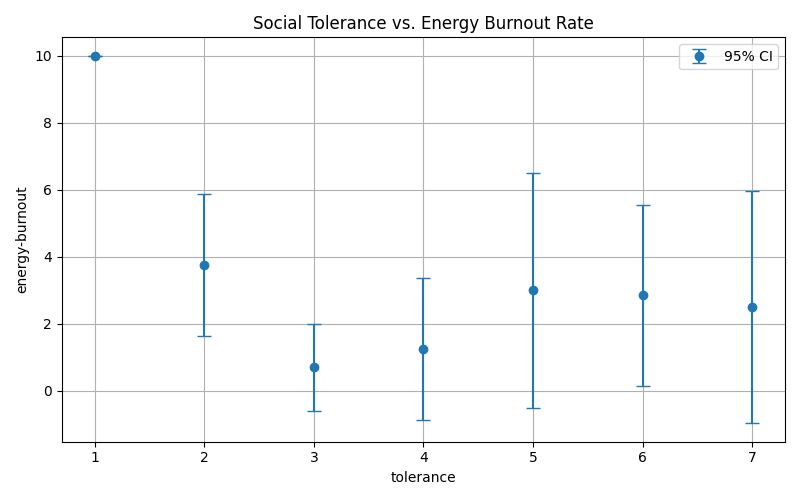 Social Tolerance vs. Energy Burnout Rate
95% CI
energy-burnout
10
8
6
4
2
0
1 2 3 4 5 6 7
tolerance